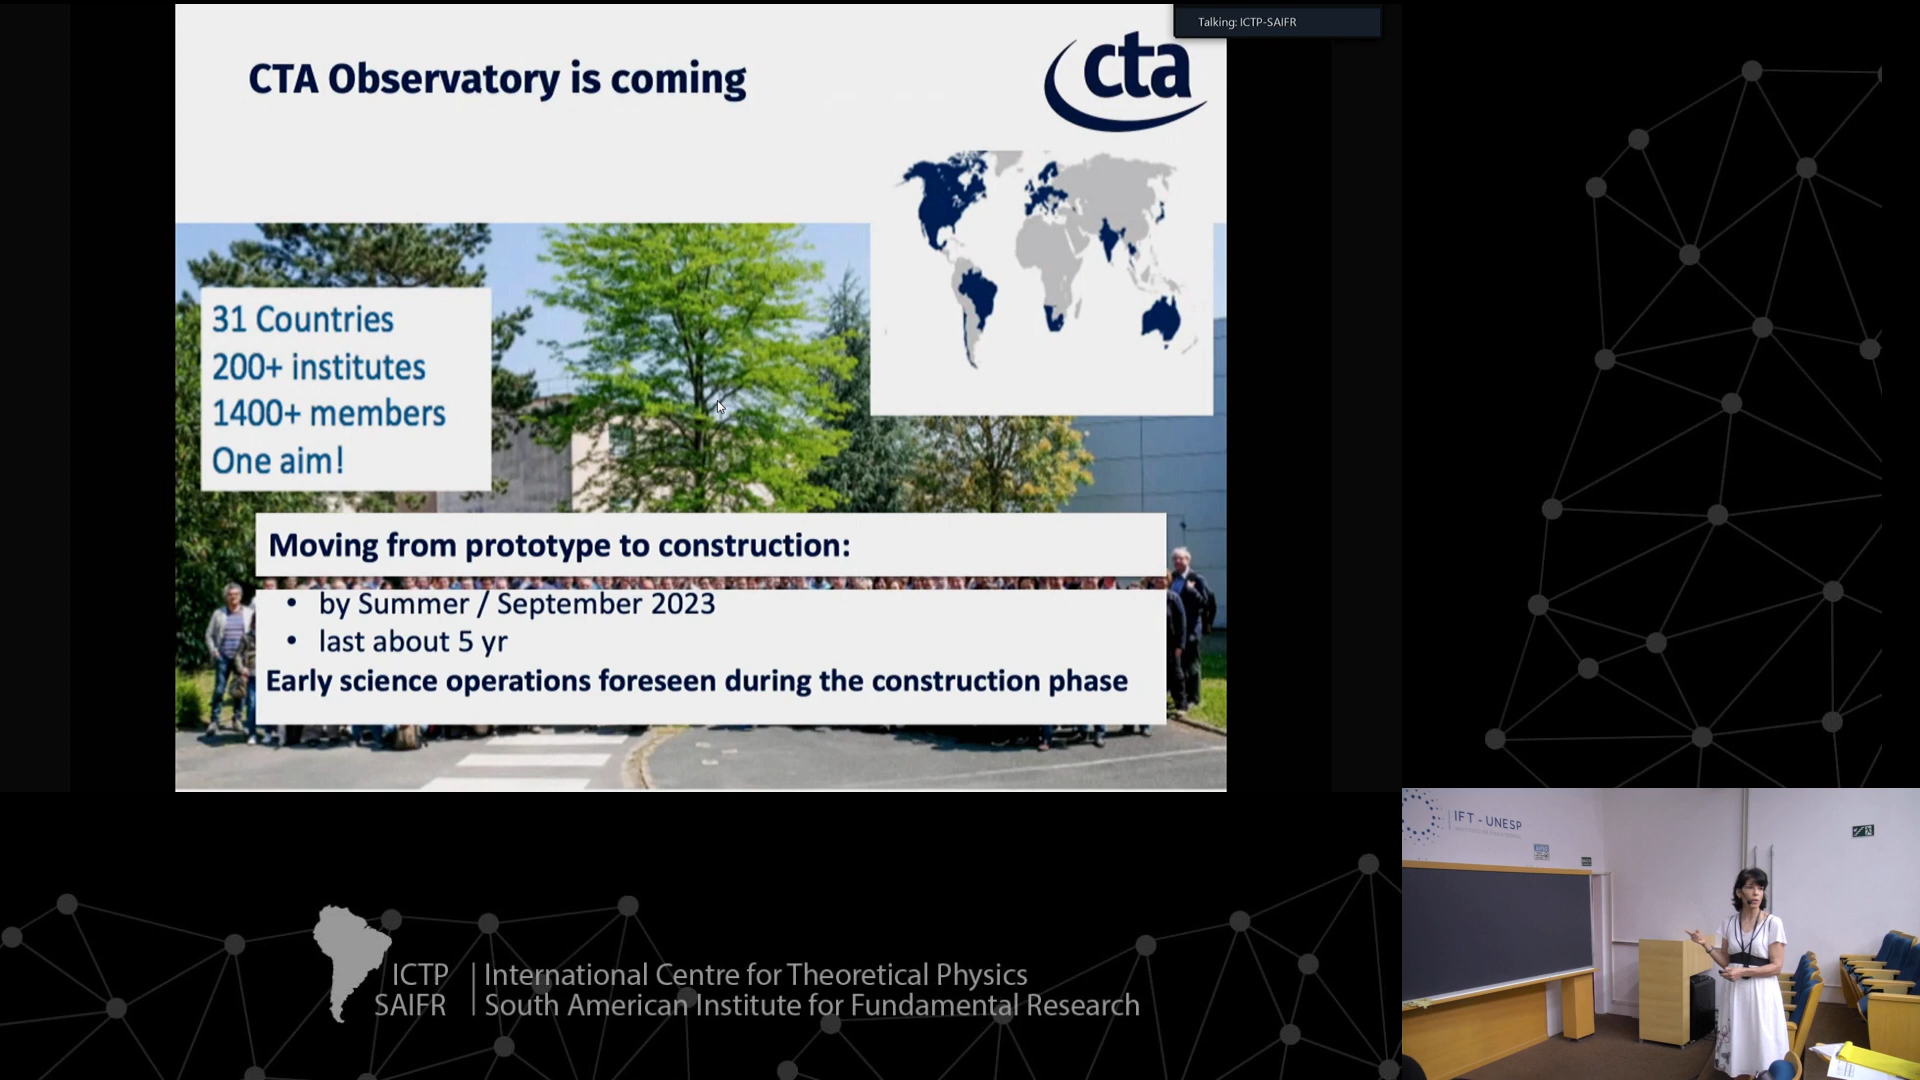 Talking: ICTP-SAIFR
CTA Observatory is coming
cta
31 Countries
200+ institutes
1400+ members
One aim!
Moving from prototype to construction:
• by Summer / September 2023
• last about 5 yr
Early science operations foreseen during the construction phase
IFT - UNESP
ICTP | International Centre for Theoretical Physics
SAIFR | South American Institute for Fundamental Research